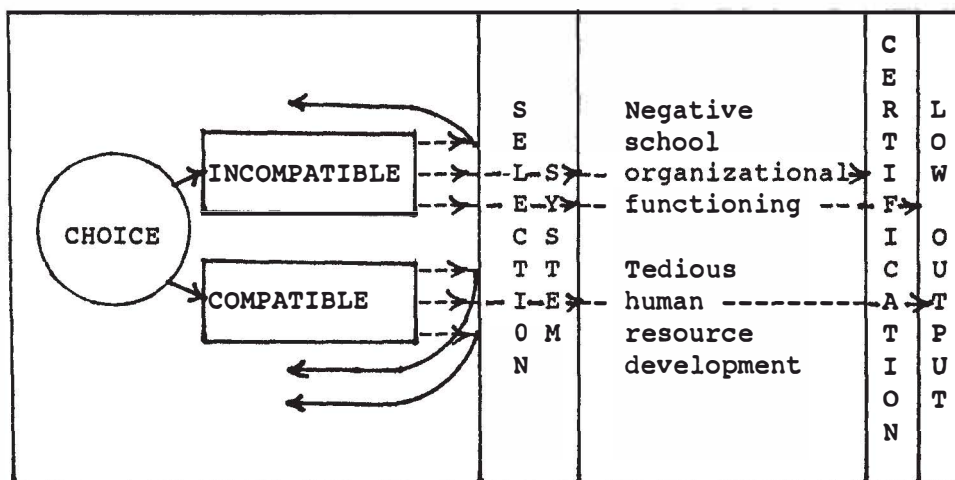 CHOICE
INCOMPATIBLE
COMPATIBLE
SELECTION
SYSTEM
Negative
school
organizational
functioning
Tedious
human
resource
development
CERTIFICATION
LOW OUTPUT